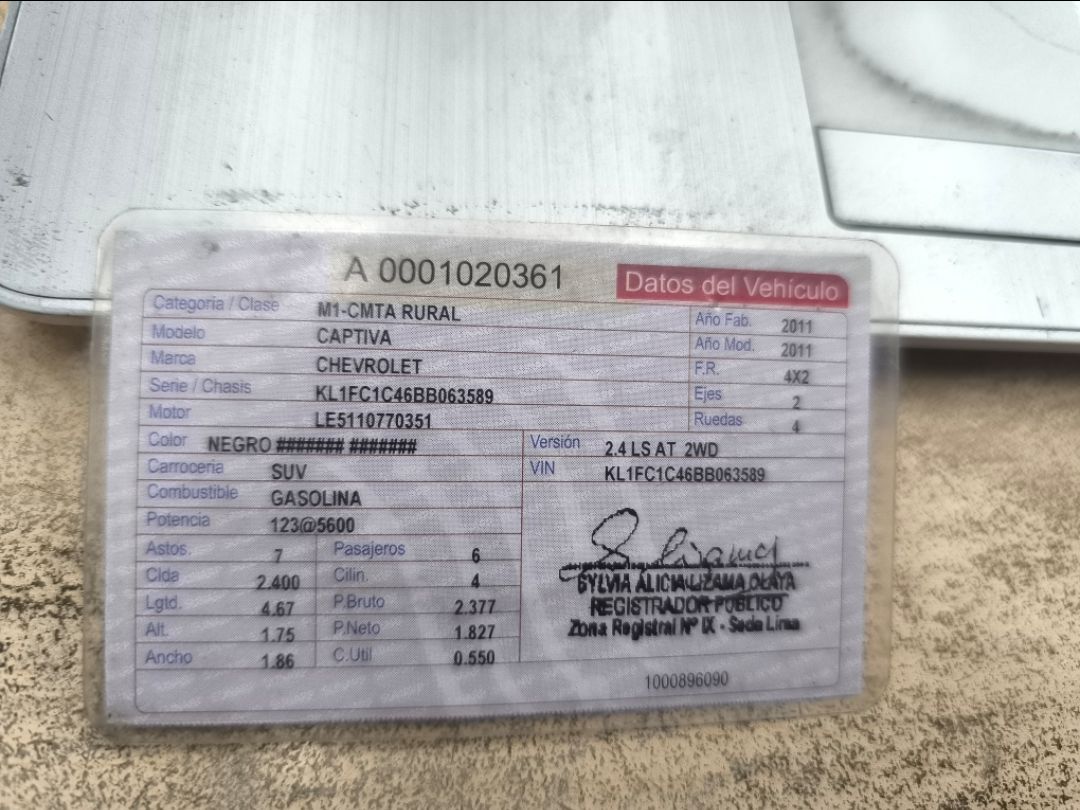 A 0001020361
Datos del Vehículo
Categoria / Clase M1-CMTA RURAL
Año Fab. 2011
Modelo CAPTIVA
Año Mod. 2011
Marca CHEVROLET
F.R. 4X2
Serie / Chasis KL1FC1C46BB063589
Ejes 2
Motor LE5110770351
Ruedas 4
Color NEGRO ####### #######
Versión 2.4 LS AT 2WD
Carroceria SUV
VIN KL1FC1C46BB063589
Combustible GASOLINA
Potencia 123@5600
Astos. 7 Pasajeros 6
Clda 2.400 Cilin. 4
Lgtd. 4.67 P.Bruto 2.377
Alt. 1.75 P.Neto 1.827
Ancho 1.86 C.Util 0.550
SYLVIA ALICIA LIZAMA OLAYA
REGISTRADOR PUBLICO
Zona Registral Nº IX - Sede Lima
1000896090